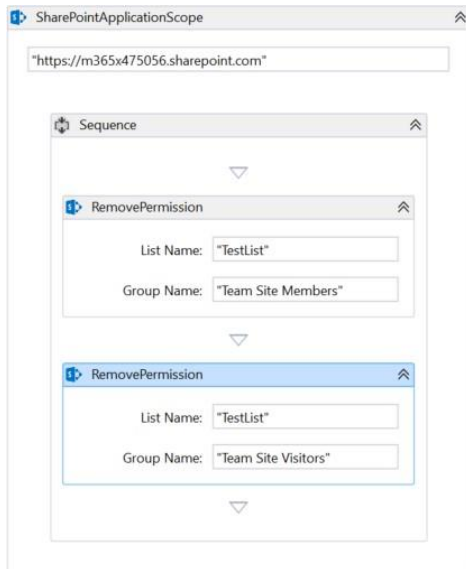 SharePointApplicationScope
"https://m365x475056.sharepoint.com"
Sequence
RemovePermission
List Name: "TestList"
Group Name: "Team Site Members"
RemovePermission
List Name: "TestList"
Group Name: "Team Site Visitors"